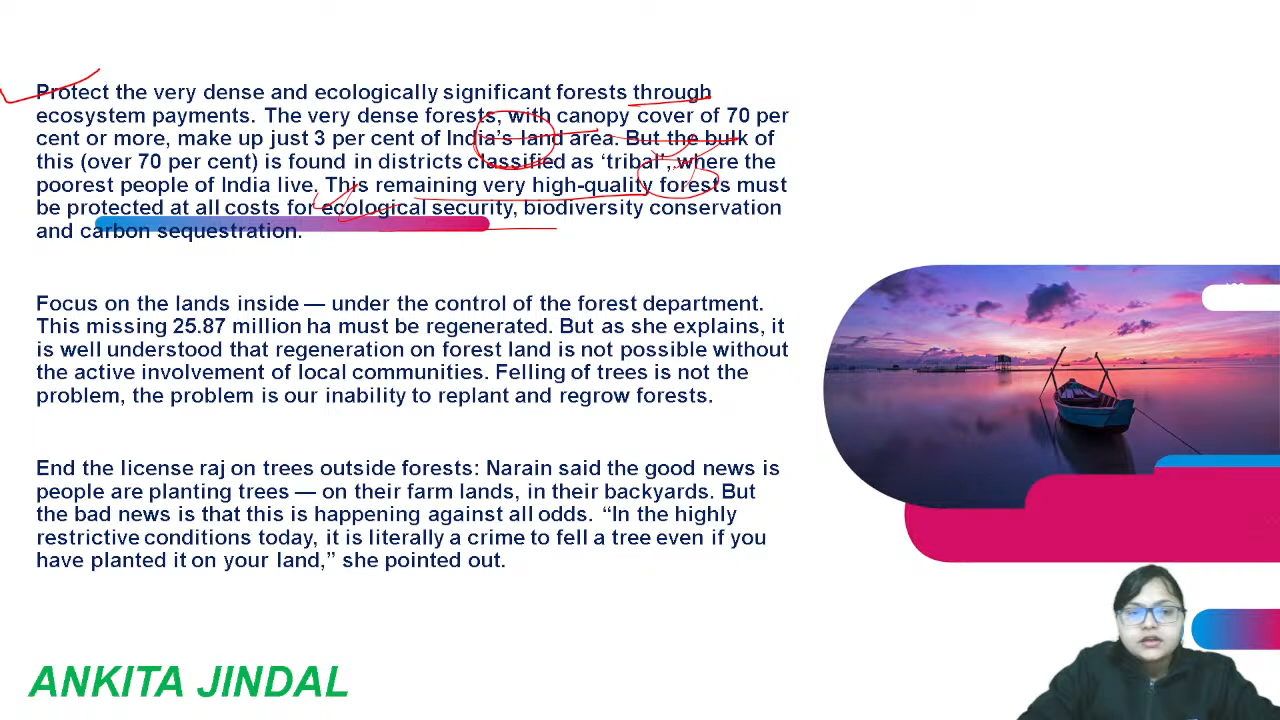 Protect the very dense and ecologically significant forests through
ecosystem payments. The very dense forests, with canopy cover of 70 per
cent or more, make up just 3 per cent of India's land area. But the bulk of
this (over 70 per cent) is found in districts classified as ‘tribal’, where the
poorest people of India live. This remaining very high-quality forests must
be protected at all costs for ecological security, biodiversity conservation
and carbon sequestration.
Focus on the lands inside — under the control of the forest department.
This missing 25.87 million ha must be regenerated. But as she explains, it
is well understood that regeneration on forest land is not possible without
the active involvement of local communities. Felling of trees is not the
problem, the problem is our inability to replant and regrow forests.
End the license raj on trees outside forests: Narain said the good news is
people are planting trees — on their farm lands, in their backyards. But
the bad news is that this is happening against all odds. “In the highly
restrictive conditions today, it is literally a crime to fell a tree even if you
have planted it on your land,” she pointed out.
ANKITA JINDAL